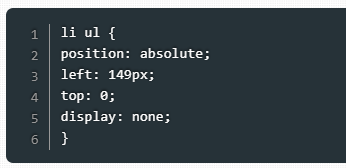 1 li ul {
2 position: absolute;
3 left: 149px;
4 top: 0;
5 display: none;
6 }